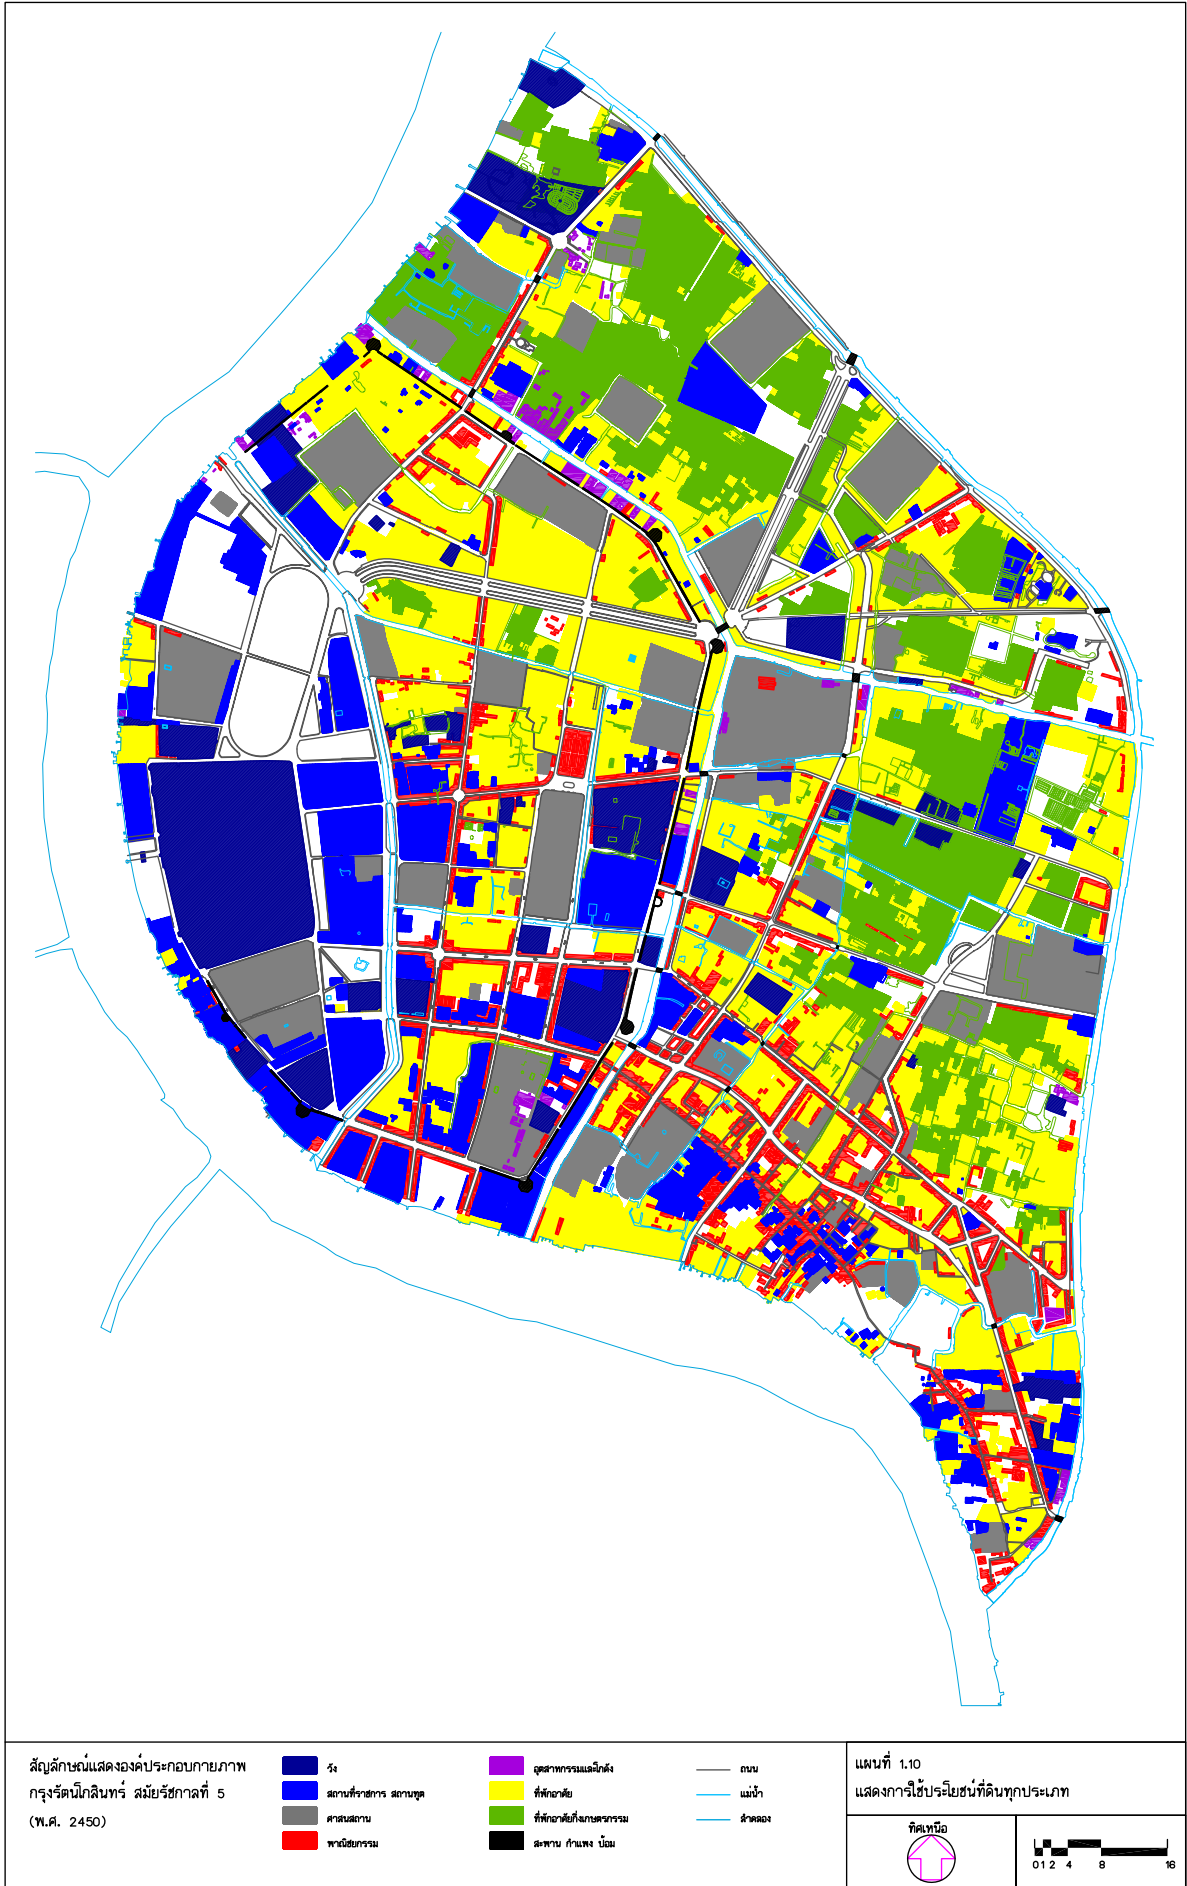 สัญลักษณ์แสดงองค์ประกอบกายภาพ
กรุงรัตนโกสินทร์ สมัยรัชกาลที่ 5
(พ.ศ. 2450)
วัง
สถานที่ราชการ สถานทูต
ศาสนสถาน
พาณิชยกรรม
อุตสาหกรรมและโกดัง
ที่พักอาศัย
ที่พักอาศัยกึ่งเกษตรกรรม
สะพาน กำแพง ป้อม
ถนน
แม่น้ำ
ลำคลอง
แผนที่ 1.10
แสดงการใช้ประโยชน์ที่ดินทุกประเภท
ทิศเหนือ
0 1 2 4 8 16